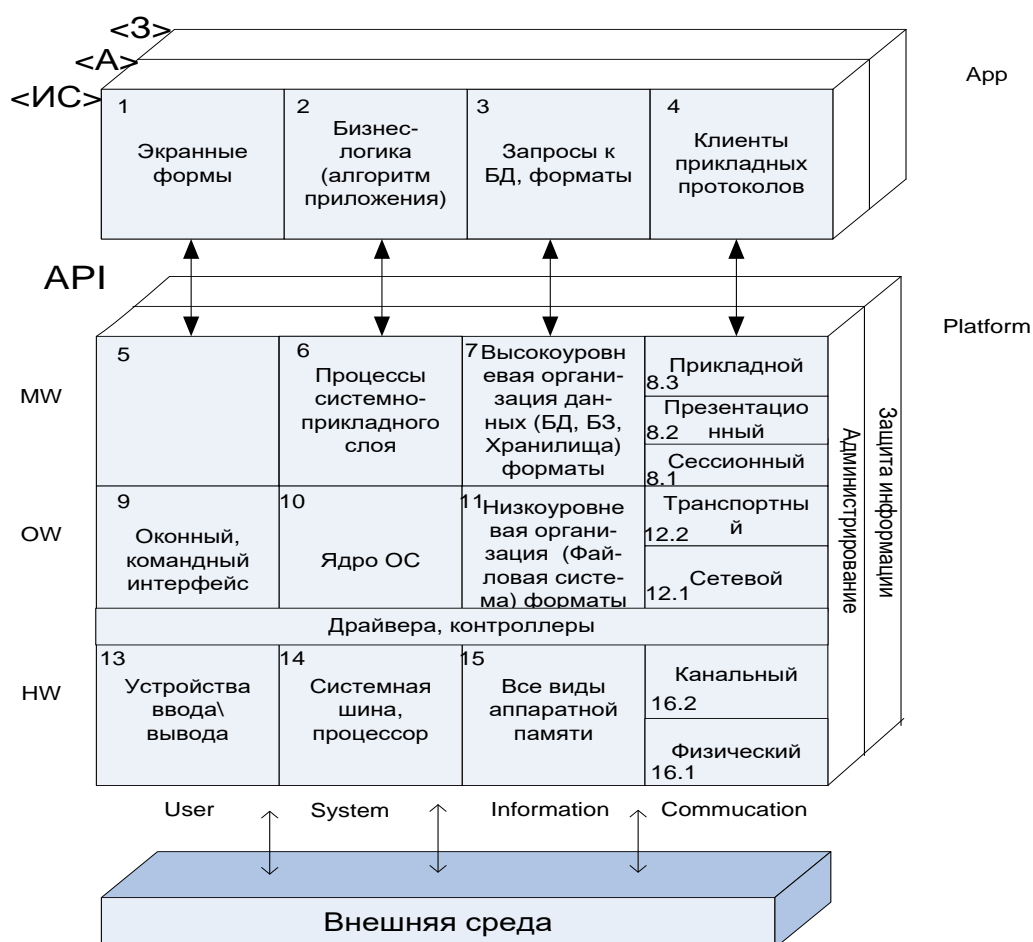 <З>
<А>
<ИС>
App
1
Экранные
формы
2
Бизнес-
логика
(алгоритм
приложения)
3
Запросы к
БД, форматы
4
Клиенты
прикладных
протоколов
API
Platform
MW
5
6
Процессы
системно-
прикладного
слоя
7
Высокоуровн
евая органи-
зация дан-
ных (БД, БЗ,
Хранилища)
форматы
Прикладной
8.3
Презентацио
нный
8.2
Сессионный
8.1
OW
9
Оконный,
командный
интерфейс
10
Ядро ОС
11
Низкоуровне
вая органи-
зация (Фай-
ловая систе-
ма) форматы
Транспортны
й
12.2
Сетевой
12.1
Драйвера, контроллеры
HW
13
Устройства
ввода\
вывода
14
Системная
шина,
процессор
15
Все виды
аппаратной
памяти
Канальный
16.2
Физический
16.1
Администрирование
Защита информации
User
System
Information
Commucation
Внешняя среда